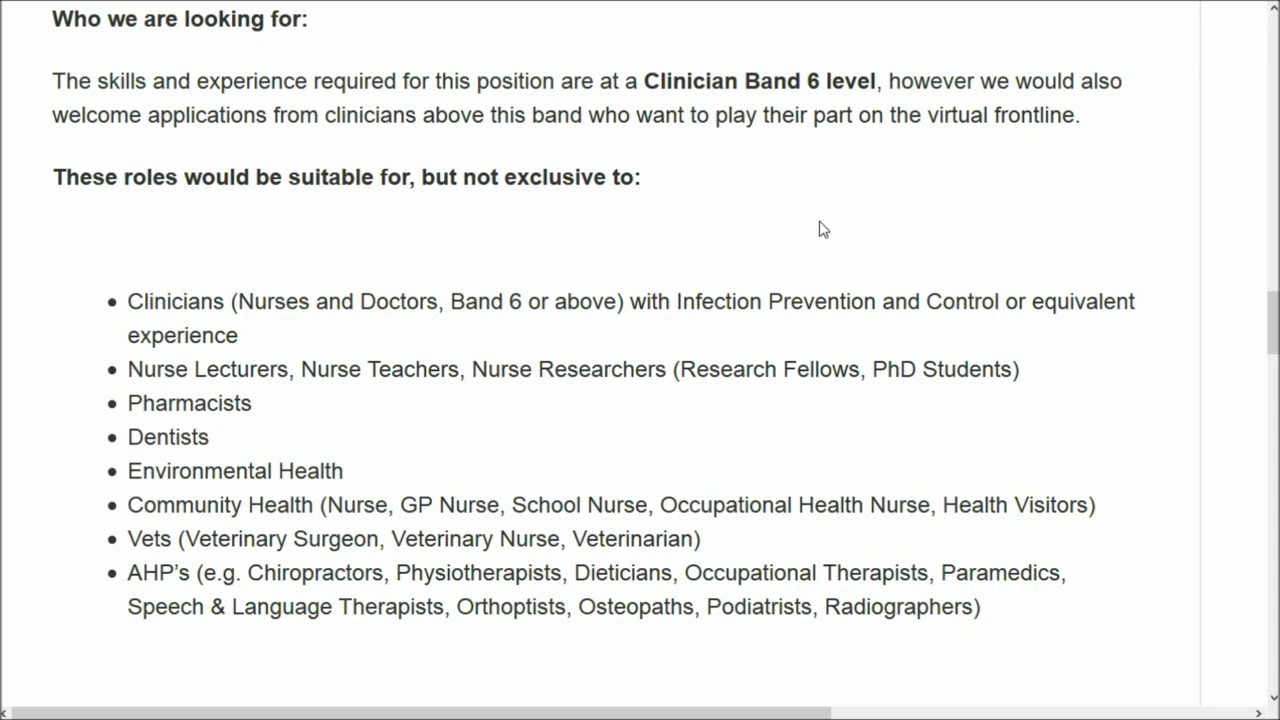 Who we are looking for:
The skills and experience required for this position are at a Clinician Band 6 level, however we would also
welcome applications from clinicians above this band who want to play their part on the virtual frontline.
These roles would be suitable for, but not exclusive to:
• Clinicians (Nurses and Doctors, Band 6 or above) with Infection Prevention and Control or equivalent
experience
• Nurse Lecturers, Nurse Teachers, Nurse Researchers (Research Fellows, PhD Students)
• Pharmacists
• Dentists
• Environmental Health
• Community Health (Nurse, GP Nurse, School Nurse, Occupational Health Nurse, Health Visitors)
• Vets (Veterinary Surgeon, Veterinary Nurse, Veterinarian)
• AHP’s (e.g. Chiropractors, Physiotherapists, Dieticians, Occupational Therapists, Paramedics,
Speech & Language Therapists, Orthoptists, Osteopaths, Podiatrists, Radiographers)